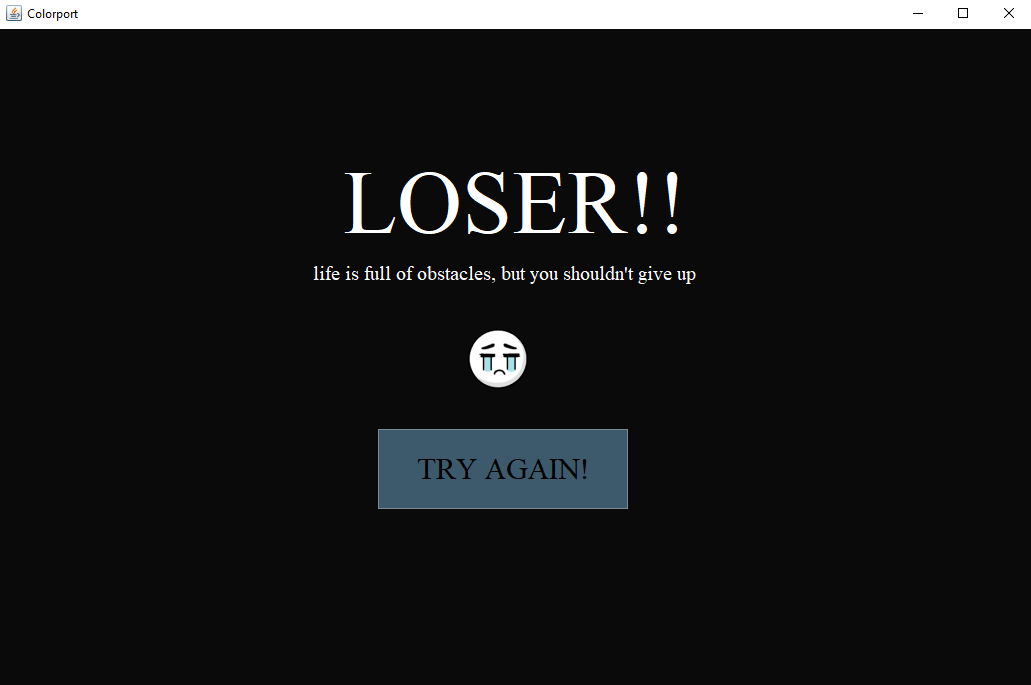 Colorport
LOSER!!
life is full of obstacles, but you shouldn't give up
TRY AGAIN!